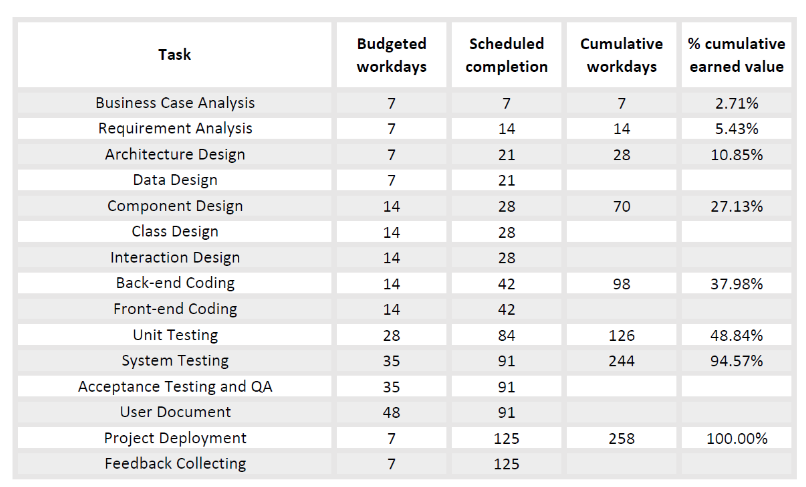 Task Budgeted workdays Scheduled completion Cumulative workdays % cumulative earned value
Business Case Analysis 7 7 7 2.71%
Requirement Analysis 7 14 14 5.43%
Architecture Design 7 21 28 10.85%
Data Design 7 21
Component Design 14 28 70 27.13%
Class Design 14 28
Interaction Design 14 28
Back-end Coding 14 42 98 37.98%
Front-end Coding 14 42
Unit Testing 28 84 126 48.84%
System Testing 35 91 244 94.57%
Acceptance Testing and QA 35 91
User Document 48 91
Project Deployment 7 125 258 100.00%
Feedback Collecting 7 125